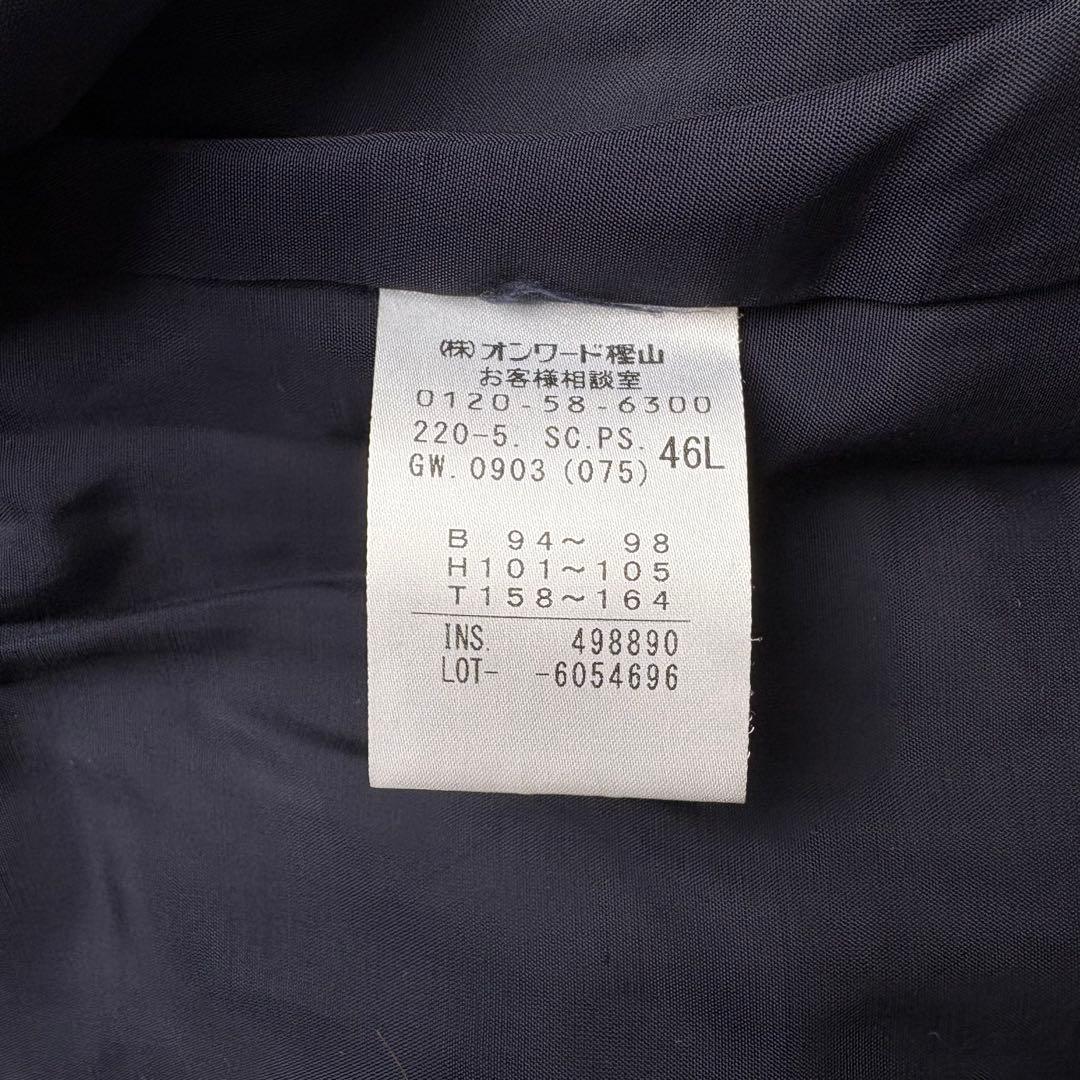 (株)オンワード樫山
お客様相談室
0120-58-6300
220-5. SC.PS. 46L
GW. 0903 (075)
B 94～ 98
H101～105
T158～164
INS. 498890
LOT- -6054696